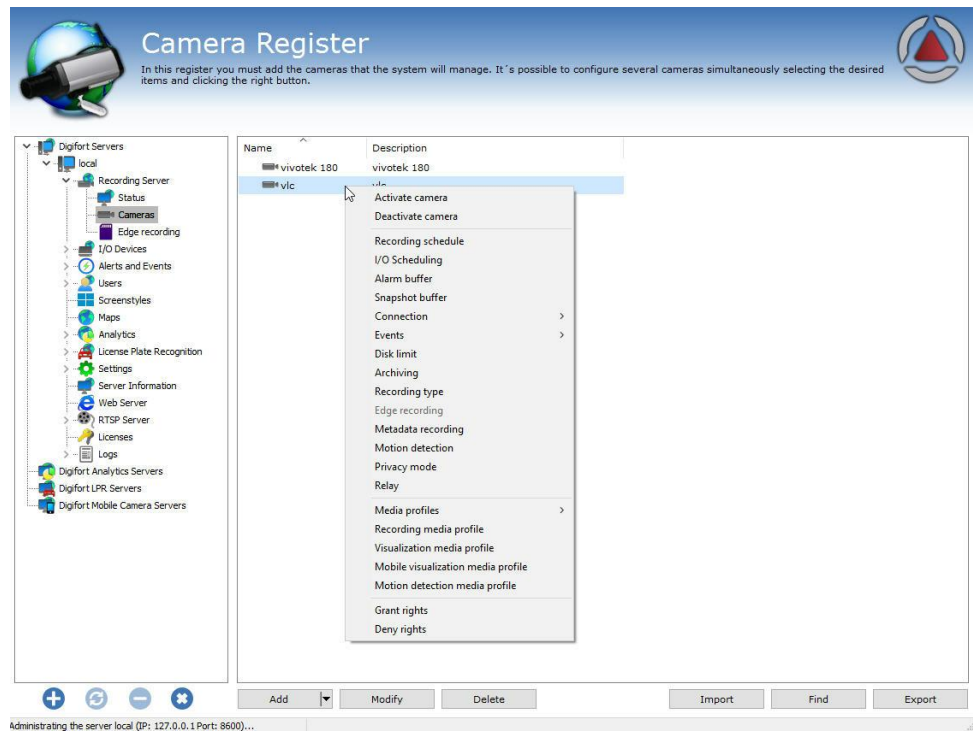 Camera Register
In this register you must add the cameras that the system will manage. It´s possible to configure several cameras simultaneously selecting the desired
items and clicking the right button.
Digifort Servers
local
Recording Server
Status
Cameras
Edge recording
I/O Devices
Alerts and Events
Users
Screenstyles
Maps
Analytics
License Plate Recognition
Settings
Server Information
Web Server
RTSP Server
Licenses
Logs
Digifort Analytics Servers
Digifort LPR Servers
Digifort Mobile Camera Servers
Name Description
vivotek 180 vivotek 180
vlc vlc
Activate camera
Deactivate camera
Recording schedule
I/O Scheduling
Alarm buffer
Snapshot buffer
Connection
Events
Disk limit
Archiving
Recording type
Edge recording
Metadata recording
Motion detection
Privacy mode
Relay
Media profiles
Recording media profile
Visualization media profile
Mobile visualization media profile
Motion detection media profile
Grant rights
Deny rights
Add Modify Delete Import Find Export
Administrating the server local (IP: 127.0.0.1 Port: 8600)...